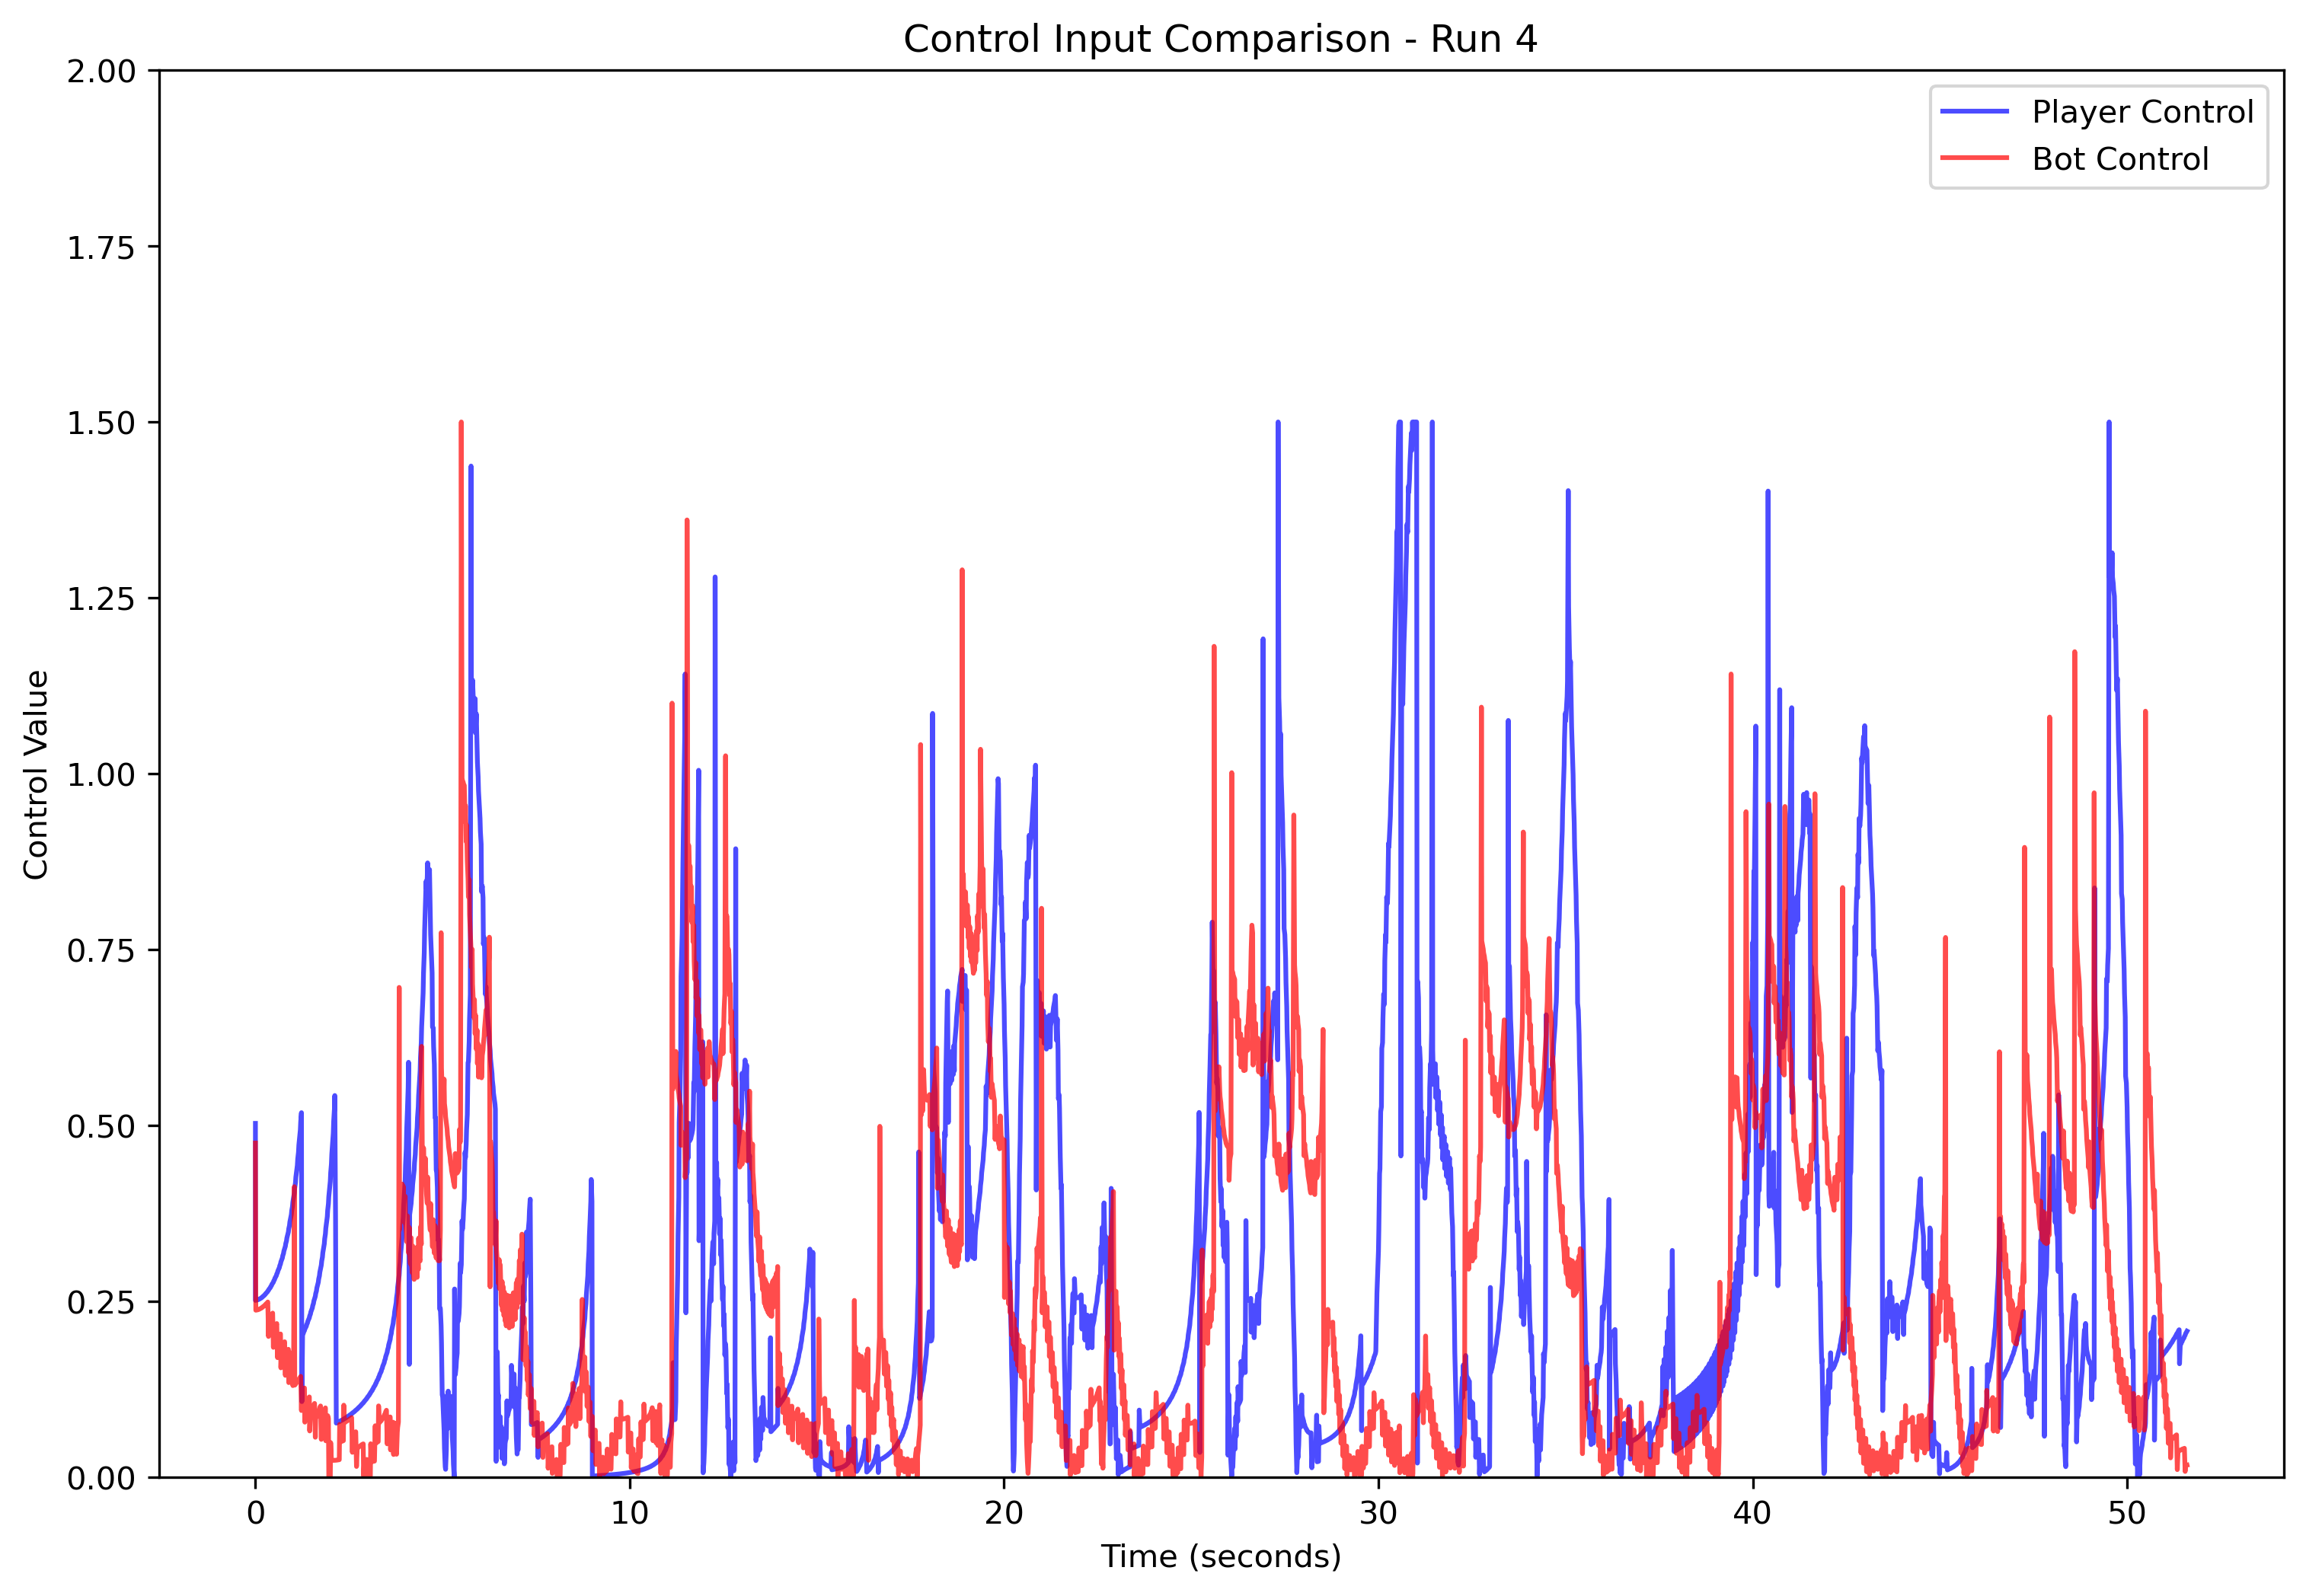 Control Input Comparison - Run 4
Player Control
Bot Control
Control Value
2.00
1.75
1.50
1.25
1.00
0.75
0.50
0.25
0.00
0 10 20 30 40 50
Time (seconds)